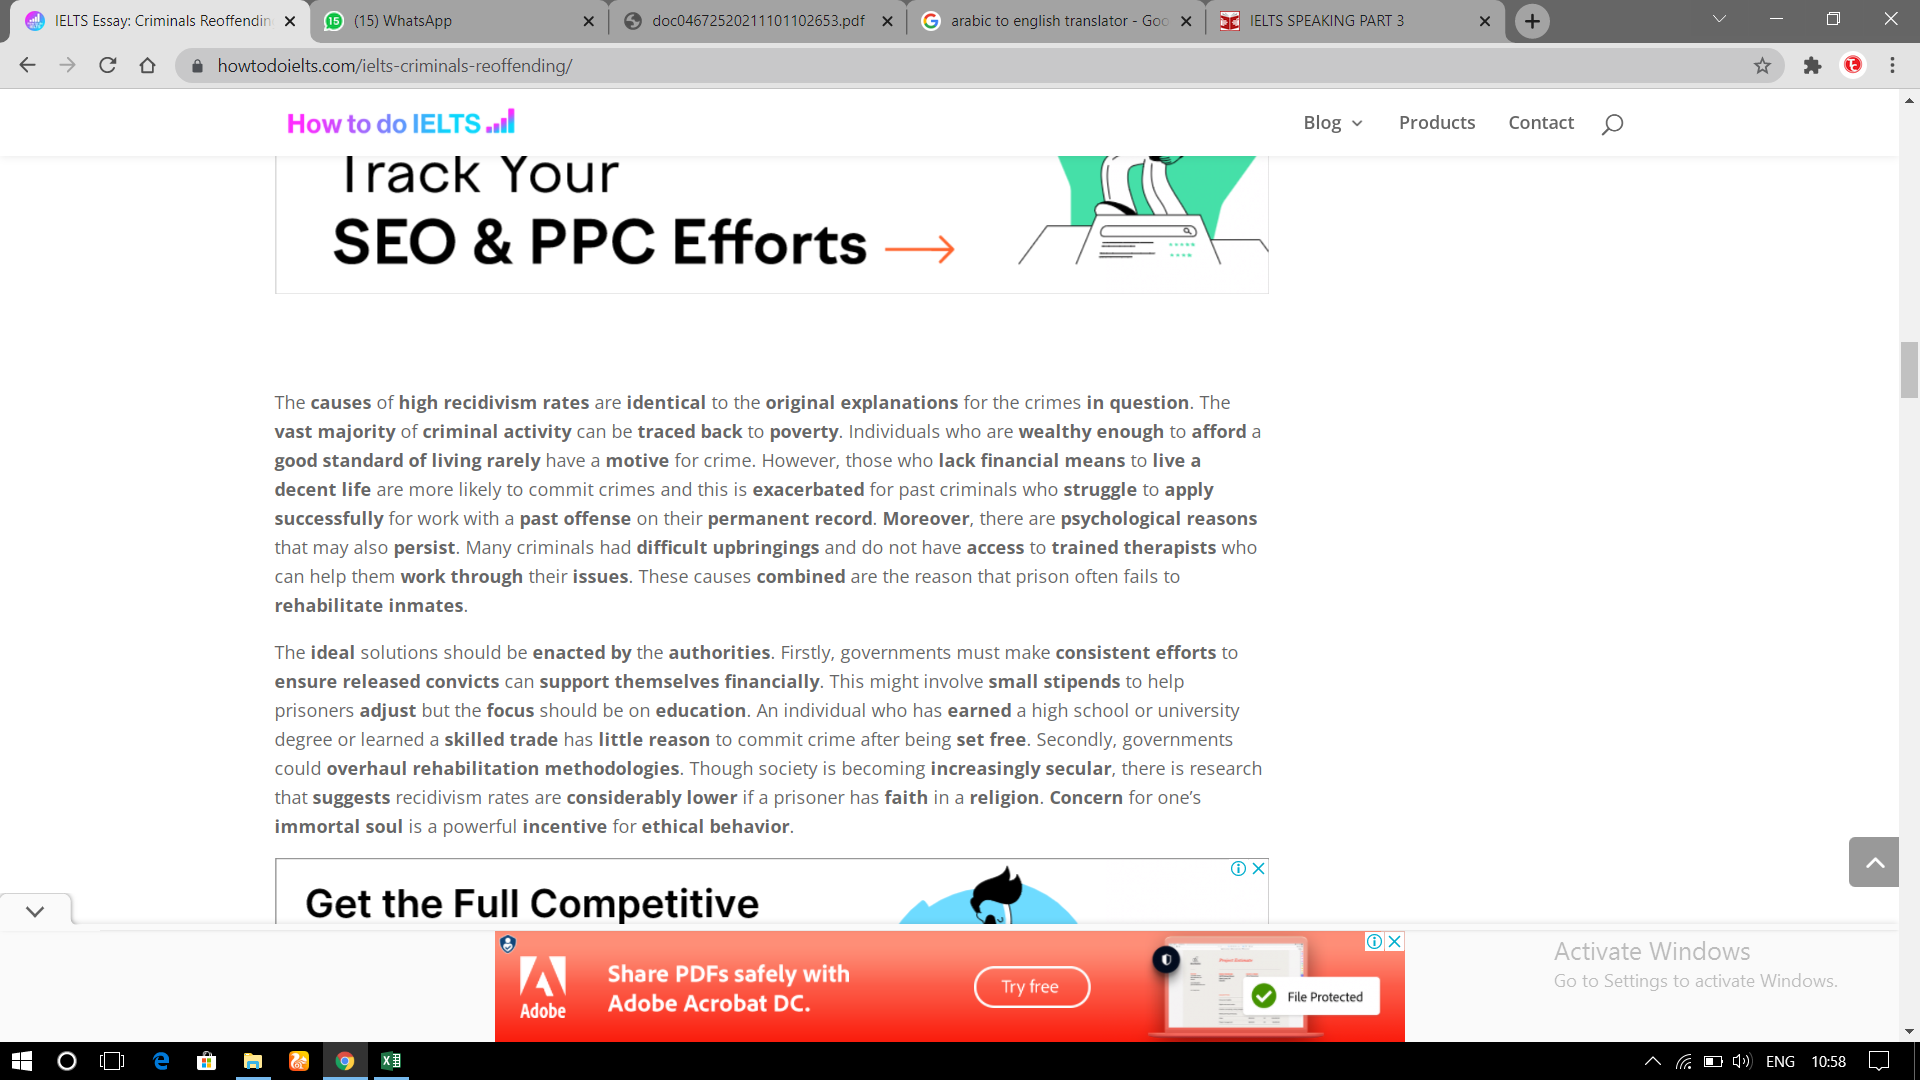 IELTS Essay: Criminals Reoffendin
(15) WhatsApp
doc04672520211101102653.pdf
arabic to english translator - Goo
IELTS SPEAKING PART 3
howtodoielts.com/ielts-criminals-reoffending/
How to do IELTS
Blog
Products
Contact
Track Your
SEO & PPC Efforts
The causes of high recidivism rates are identical to the original explanations for the crimes in question. The
vast majority of criminal activity can be traced back to poverty. Individuals who are wealthy enough to afford a
good standard of living rarely have a motive for crime. However, those who lack financial means to live a
decent life are more likely to commit crimes and this is exacerbated for past criminals who struggle to apply
successfully for work with a past offense on their permanent record. Moreover, there are psychological reasons
that may also persist. Many criminals had difficult upbringings and do not have access to trained therapists who
can help them work through their issues. These causes combined are the reason that prison often fails to
rehabilitate inmates.
The ideal solutions should be enacted by the authorities. Firstly, governments must make consistent efforts to
ensure released convicts can support themselves financially. This might involve small stipends to help
prisoners adjust but the focus should be on education. An individual who has earned a high school or university
degree or learned a skilled trade has little reason to commit crime after being set free. Secondly, governments
could overhaul rehabilitation methodologies. Though society is becoming increasingly secular, there is research
that suggests recidivism rates are considerably lower if a prisoner has faith in a religion. Concern for one's
immortal soul is a powerful incentive for ethical behavior.
Get the Full Competitive
Adobe
Share PDFs safely with
Adobe Acrobat DC.
Try free
File Protected
Activate Windows
Go to Settings to activate Windows.
ENG
10:58